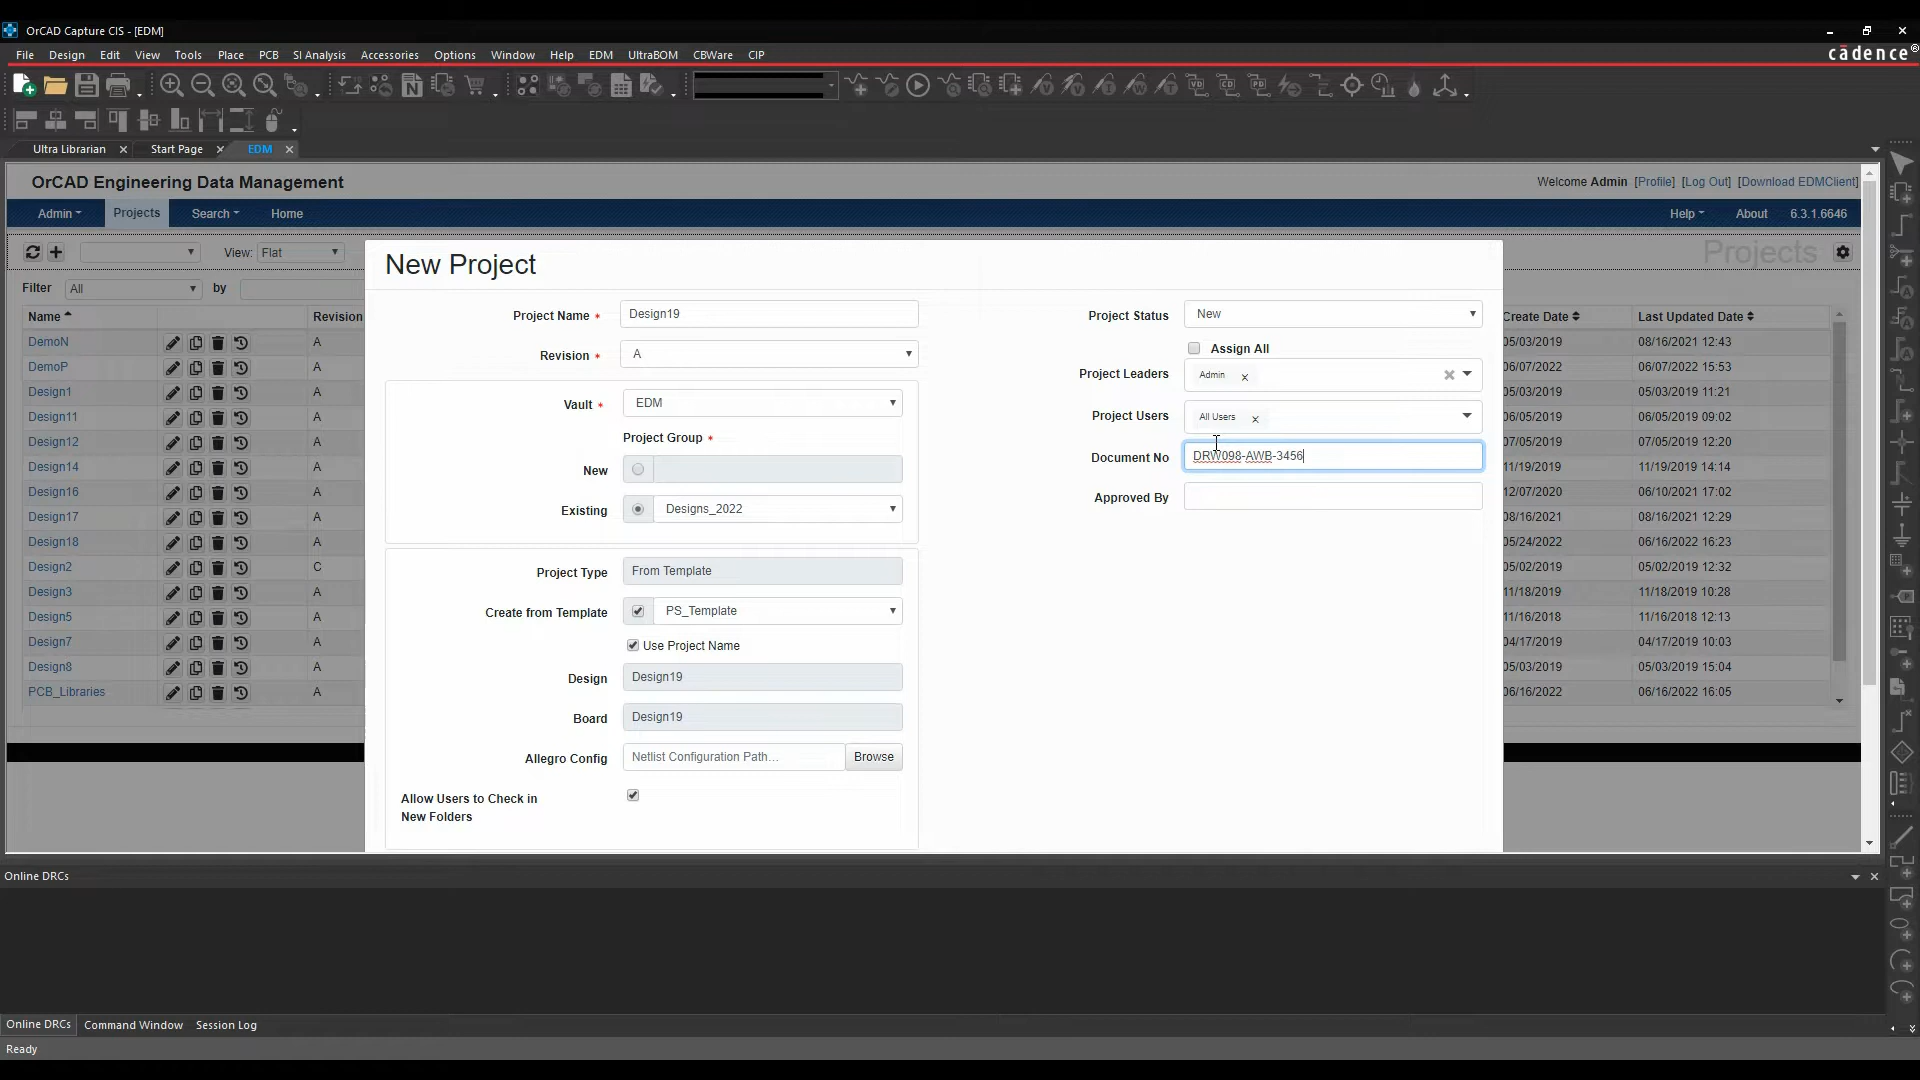 OrCAD Capture CIS - [EDM]
File Design Edit View Tools Place PCB SI Analysis Accessories Options Window Help EDM UltraBOM CBWare CIP
cādence®
Ultra Librarian Start Page EDM
OrCAD Engineering Data Management
Welcome Admin [Profile] [Log Out] [Download EDMClient]
Admin Projects Search Home Help About 6.3.1.6646
View: Flat Projects
Filter All by
Name Revision Create Date Last Updated Date
DemoN A 05/03/2019 08/16/2021 12:43
DemoP A 06/07/2022 06/07/2022 15:53
Design1 A 05/03/2019 05/03/2019 11:21
Design11 A 06/05/2019 06/05/2019 09:02
Design12 A 07/05/2019 07/05/2019 12:20
Design14 A 11/19/2019 11/19/2019 14:14
Design16 A 12/07/2020 06/10/2021 17:02
Design17 A 08/16/2021 08/16/2021 12:29
Design18 A 05/24/2022 06/16/2022 16:23
Design2 C 05/02/2019 05/02/2019 12:32
Design3 A 11/18/2019 11/18/2019 10:28
Design5 A 11/16/2018 11/16/2018 12:13
Design7 A 04/17/2019 04/17/2019 10:03
Design8 A 05/03/2019 05/03/2019 15:04
PCB_Libraries A 06/16/2022 06/16/2022 16:05
New Project
Project Name * Design19
Revision * A
Vault * EDM
Project Group *
New
Existing Designs_2022
Project Type From Template
Create from Template PS_Template
Use Project Name
Design Design19
Board Design19
Allegro Config Netlist Configuration Path... Browse
Allow Users to Check in
New Folders
Project Status New
Assign All
Project Leaders Admin x
Project Users All Users x
Document No DRW098-AWB-3456
Approved By
Online DRCs
Online DRCs Command Window Session Log
Ready